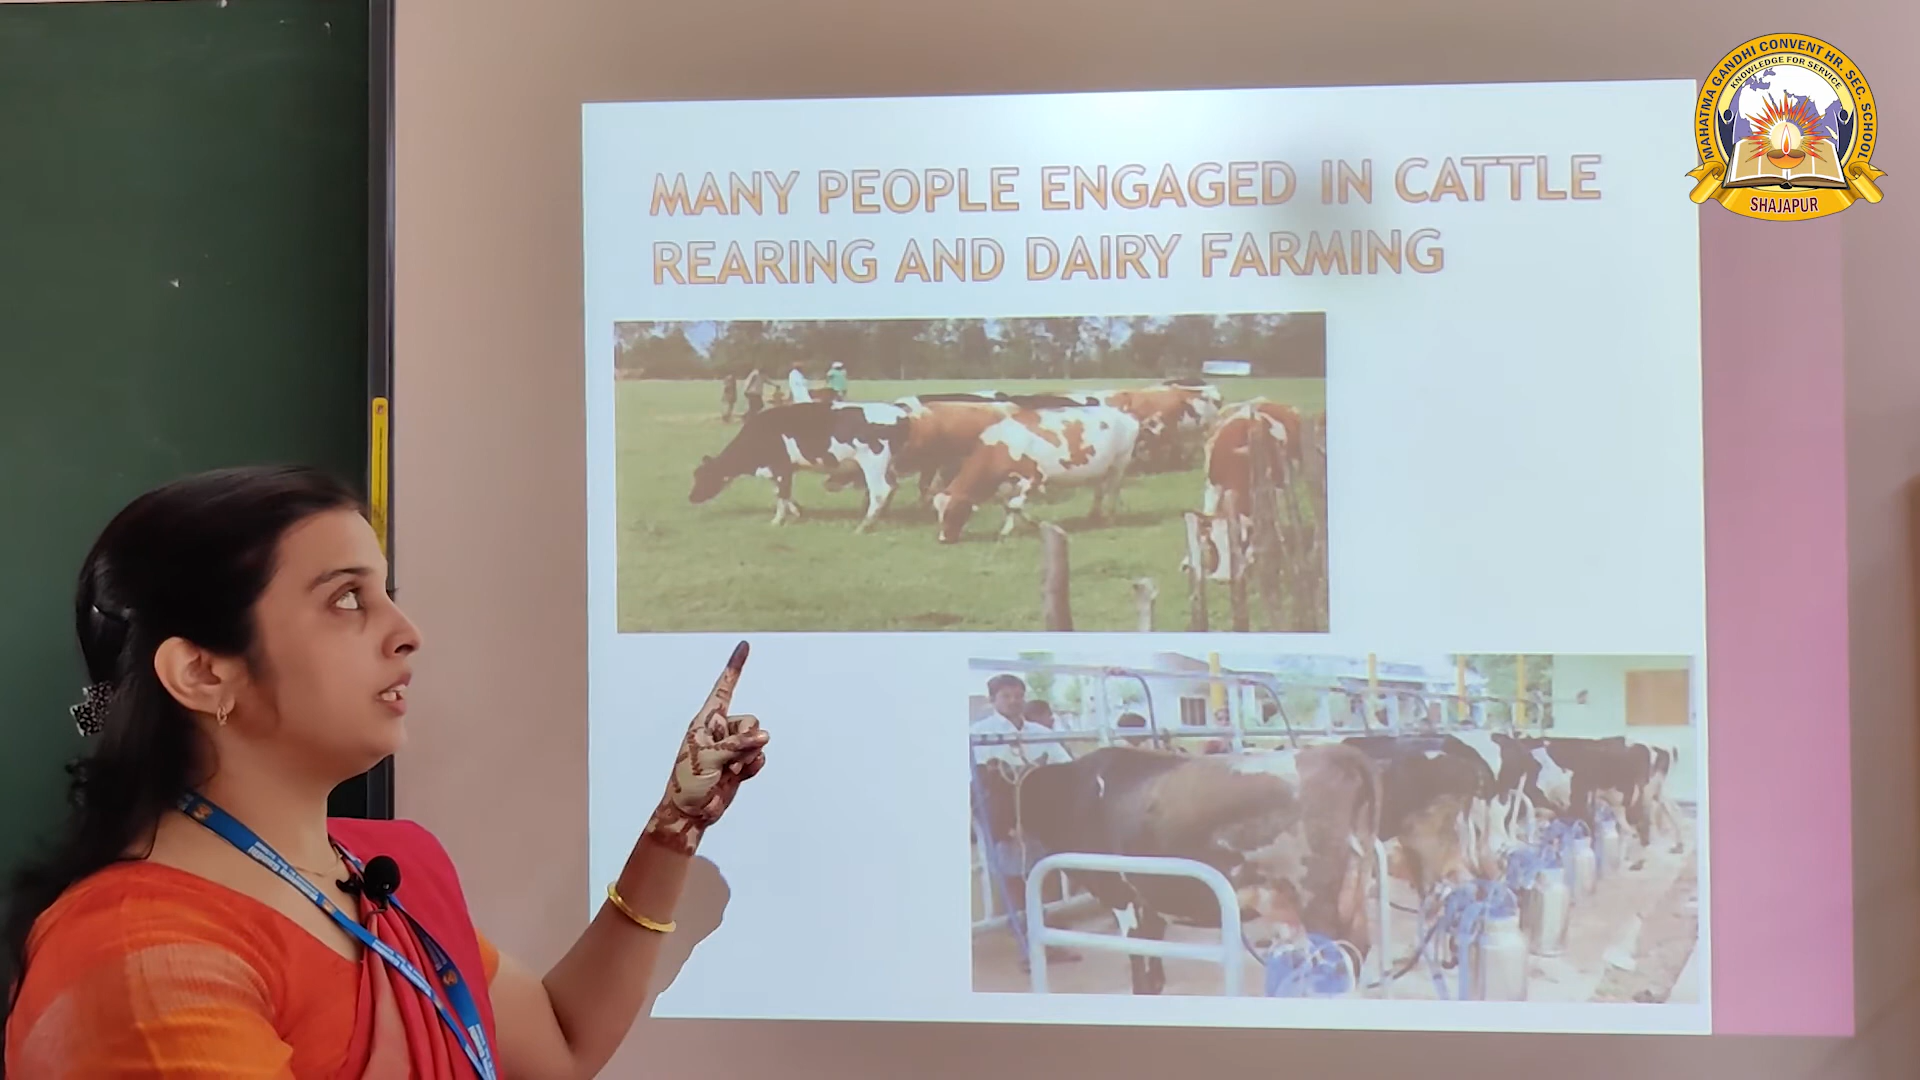 MANY PEOPLE ENGAGED IN CATTLE
REARING AND DAIRY FARMING
MAHATMA GANDHI CONVENT HR. SEC. SCHOOL
KNOWLEDGE FOR SERVICE
SHAJAPUR